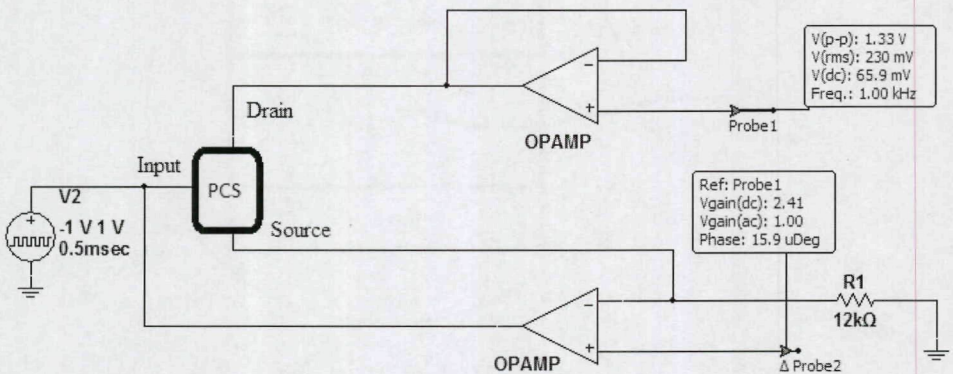 V(p-p): 1.33 V
V(rms): 230 mV
V(dc): 65.9 mV
Freq.: 1.00 kHz
Drain
OPAMP
Probe1
Input
PCS
V2
-1 V 1 V
0.5msec
Source
Ref: Probe1
Vgain(dc): 2.41
Vgain(ac): 1.00
Phase: 15.9 uDeg
R1
12kΩ
OPAMP
Δ Probe2